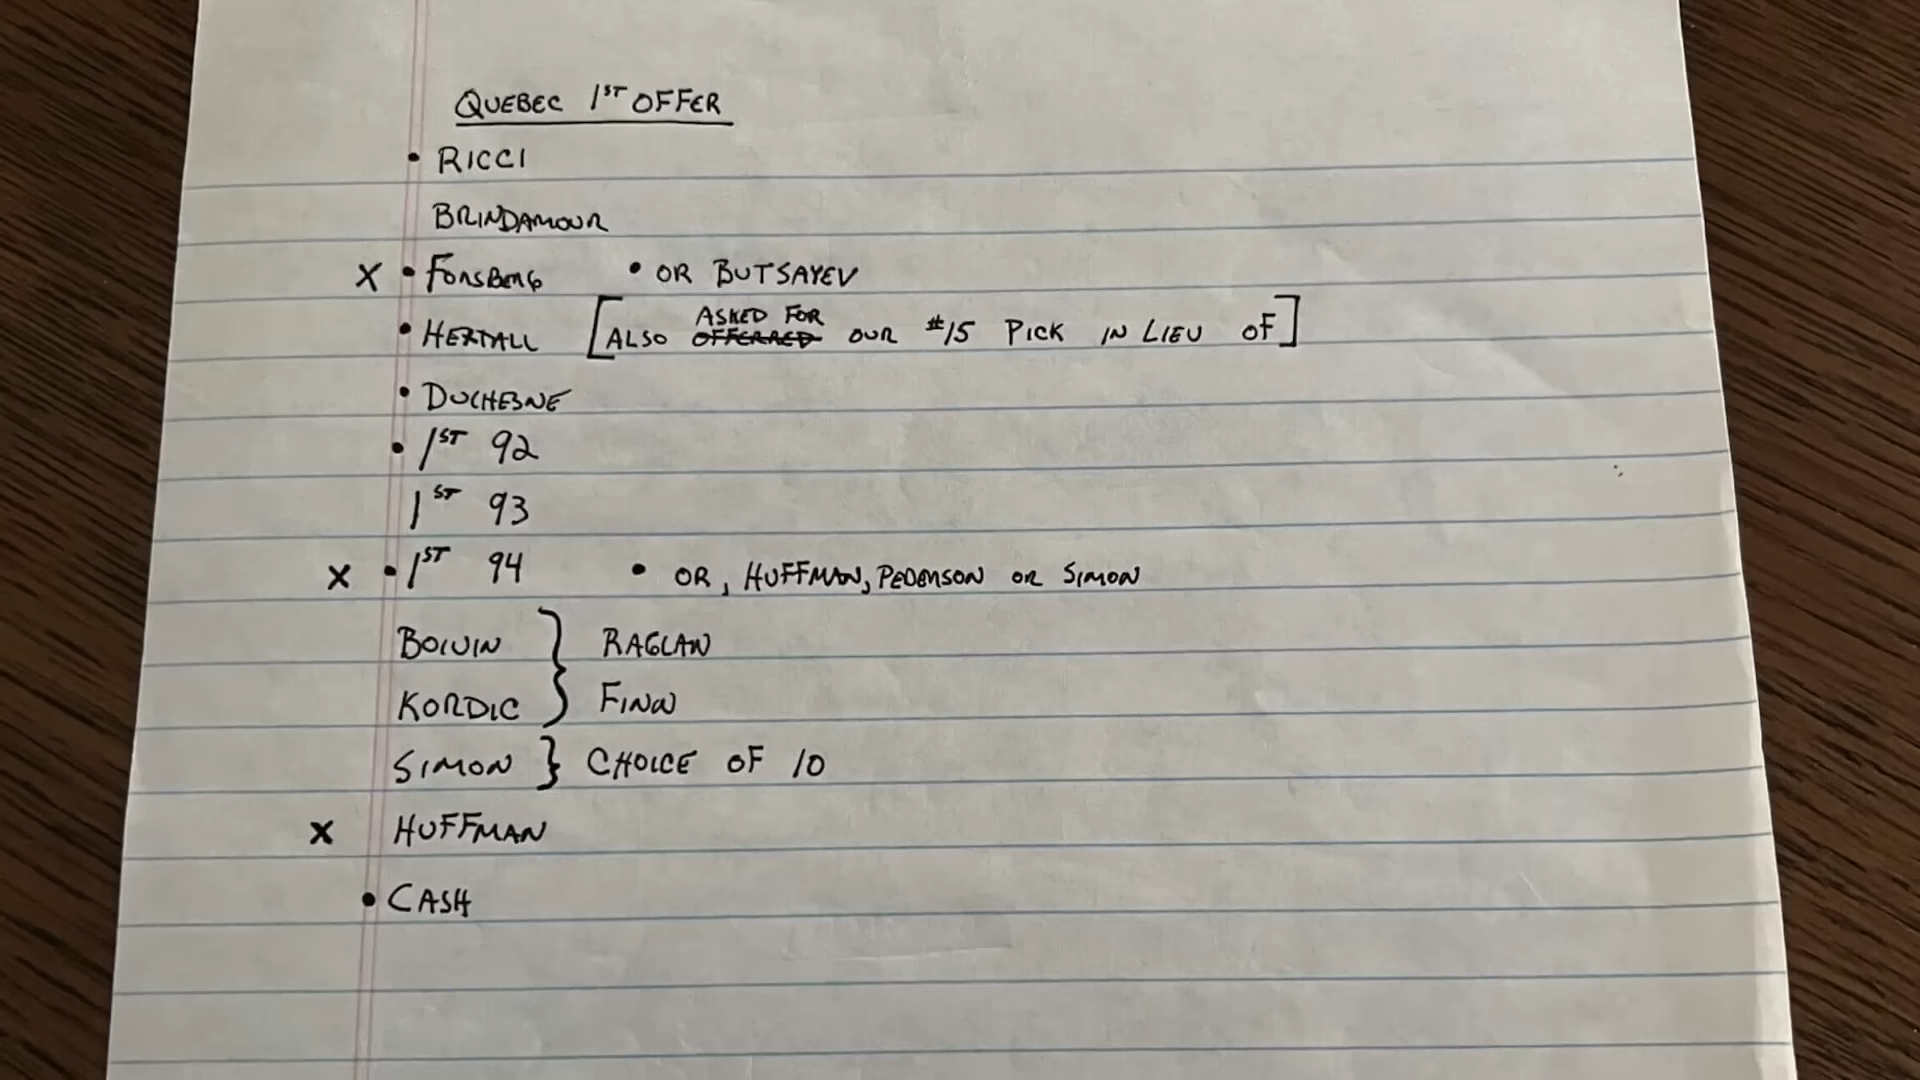 QUEBEC 1ST OFFER
• RICCI
BRINDAMOUR
X • FORSBERG • OR BUTSAYEV
• HEXTALL [ALSO OFFERRED ASKED FOR OUR #15 PICK IN LIEU OF]
• DUCHESNE
• 1ST 92
1ST 93
X • 1ST 94 • OR, HUFFMAN, PEDERSON OR SIMON
BOIVIN } RAGLAN
KORDIC } FINN
SIMON } CHOICE OF 10
X HUFFMAN
• CASH